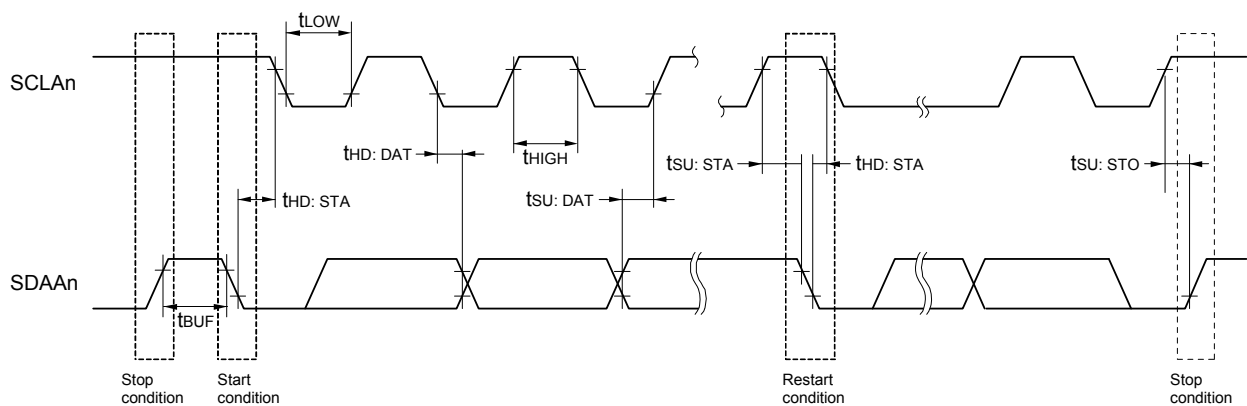 tLOW
SCLAn
tHD: DAT
tHIGH
tSU: STA
tHD: STA
tSU: STO
tHD: STA
tSU: DAT
SDAAn
tBUF
Stop
condition
Start
condition
Restart
condition
Stop
condition